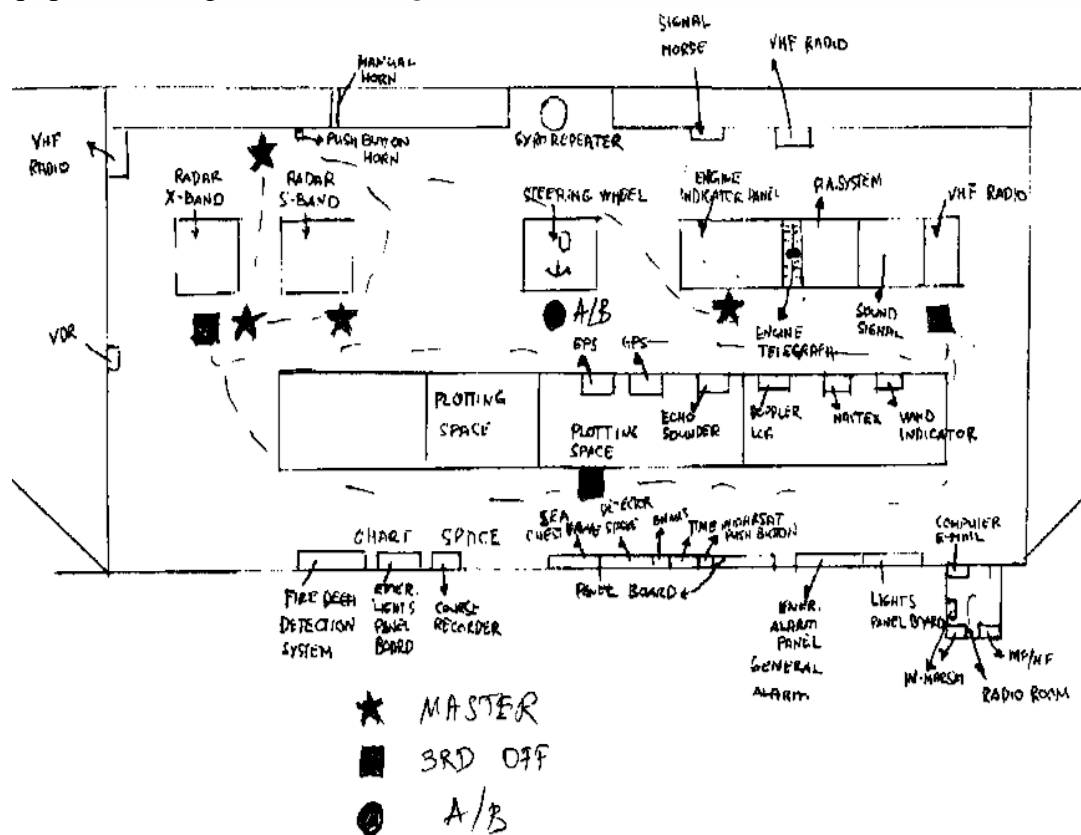 SIGNAL
MORSE
VHF RADIO
MANUAL
HORN
VHF
RADIO
PUSH BUTTON
HORN
GYRO REPEATER
RADAR
X-BAND
RADAR
S-BAND
STEERING WHEEL
ENGINE
INDICATOR PANEL
P.A. SYSTEM
VHF RADIO
VDR
A/B
ENGINE
TELEGRAPH
SOUND
SIGNAL
GPS
GPS
PLOTTING
SPACE
PLOTTING
SPACE
ECHO
SOUNDER
DOPPLER
WIND
INDICATOR
CHART SPACE
SEA
CHEST
DETECTOR
SPACE
TIME
INMARSAT
PUSH BUTTON
PANEL BOARD
COMPUTER
E-MAIL
FIRE
DETECTION
SYSTEM
EMER.
LIGHTS
PANEL
BOARD
COURSE
RECORDER
EMER.
ALARM
PANEL
GENERAL
ALARM
LIGHTS
PANEL BOARD
IN-MARSAT
MF/HF
RADIO ROOM
MASTER
3RD OFF
A/B